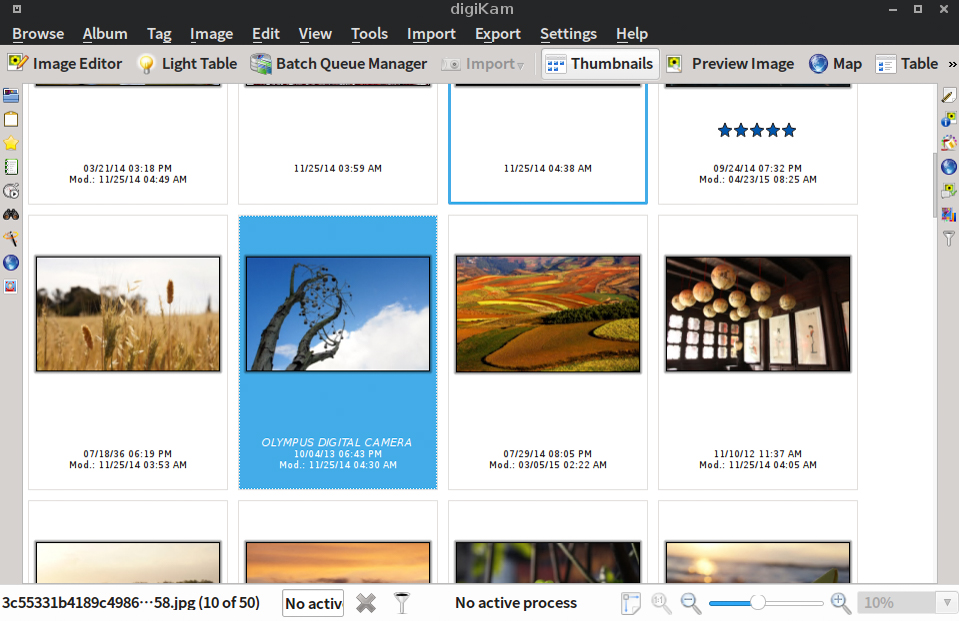 digiKam
Browse Album Tag Image Edit View Tools Import Export Settings Help
Image Editor Light Table Batch Queue Manager Import Thumbnails Preview Image Map Table »
03/21/14 03:18 PM
Mod.: 11/25/14 04:49 AM
11/25/14 03:59 AM
11/25/14 04:38 AM
09/24/14 07:32 PM
Mod.: 04/23/15 08:25 AM
07/18/36 06:19 PM
Mod.: 11/25/14 03:53 AM
OLYMPUS DIGITAL CAMERA
10/04/13 06:43 PM
Mod.: 11/25/14 04:30 AM
07/29/14 08:05 PM
Mod.: 03/05/15 02:22 AM
11/10/12 11:37 AM
Mod.: 11/25/14 04:05 AM
3c55331b4189c4986···58.jpg (10 of 50) No activ No active process 10%